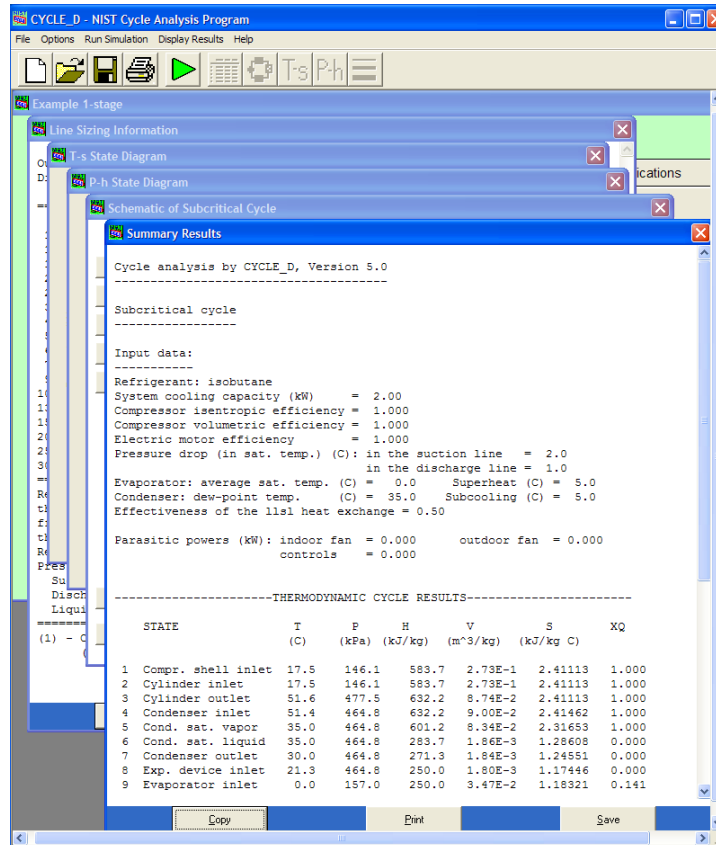 CYCLE_D - NIST Cycle Analysis Program
File Options Run Simulation Display Results Help
T-s P-h
Example 1-stage
Line Sizing Information
T-s State Diagram
ications
P-h State Diagram
Schematic of Subcritical Cycle
Summary Results
Cycle analysis by CYCLE_D, Version 5.0
--------------------------------------
Subcritical cycle
-----------------
Input data:
-----------
Refrigerant: isobutane
System cooling capacity (kW) = 2.00
Compressor isentropic efficiency = 1.000
Compressor volumetric efficiency = 1.000
Electric motor efficiency = 1.000
Pressure drop (in sat. temp.) (C): in the suction line = 2.0
in the discharge line = 1.0
Evaporator: average sat. temp. (C) = 0.0 Superheat (C) = 5.0
Condenser: dew-point temp. (C) = 35.0 Subcooling (C) = 5.0
Effectiveness of the llsl heat exchange = 0.50
Parasitic powers (kW): indoor fan = 0.000 outdoor fan = 0.000
controls = 0.000
----------------------THERMODYNAMIC CYCLE RESULTS-----------------------
STATE T P H V S XQ
(C) (kPa) (kJ/kg) (m^3/kg) (kJ/kg C)
1 Compr. shell inlet 17.5 146.1 583.7 2.73E-1 2.41113 1.000
2 Cylinder inlet 17.5 146.1 583.7 2.73E-1 2.41113 1.000
3 Cylinder outlet 51.6 477.5 632.2 8.74E-2 2.41113 1.000
4 Condenser inlet 51.4 464.8 632.2 9.00E-2 2.41462 1.000
5 Cond. sat. vapor 35.0 464.8 601.2 8.34E-2 2.31653 1.000
6 Cond. sat. liquid 35.0 464.8 283.7 1.86E-3 1.28608 0.000
7 Condenser outlet 30.0 464.8 271.3 1.84E-3 1.24551 0.000
8 Exp. device inlet 21.3 464.8 250.0 1.80E-3 1.17446 0.000
9 Evaporator inlet 0.0 157.0 250.0 3.47E-2 1.18321 0.141
Pres
Su
Disch
Liqui
(1) - C
Copy Print Save